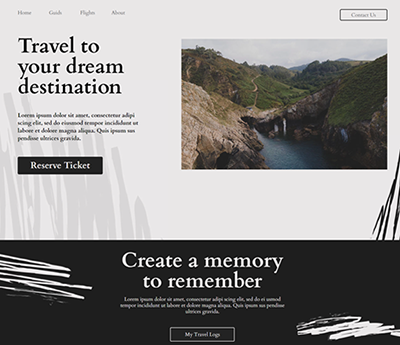 Home Guide Flights About Contact Us
Travel to
your dream
destination
Lorem ipsum dolor sit amet, consectetur adipi
scing elit, sed do eiusmod tempor incididunt ut
labore et dolore magna aliqua. Quis ipsum sus
pendisse ultrices gravida.
Reserve Ticket
Create a memory
to remember
Lorem ipsum dolor sit amet, consectetur adipiscing elit, sed do ei usmod
tempor incididunt ut labore et dolore magna aliqua. Quis ipsum suspendisse
ultrices gravida.
My Travel Logs